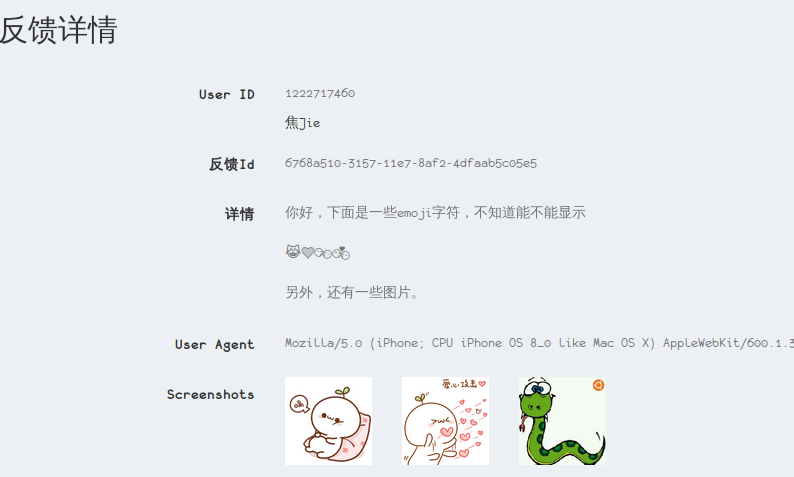 反馈详情
User ID 1222717460
焦Jie
反馈Id 6768a510-3157-11e7-8af2-4dfaab5c05e5
详情 你好，下面是一些emoji字符，不知道能不能显示
另外，还有一些图片。
User Agent Mozilla/5.0 (iPhone; CPU iPhone OS 8_0 like Mac OS X) AppleWebKit/600.1.3
Screenshots
爱心攻击